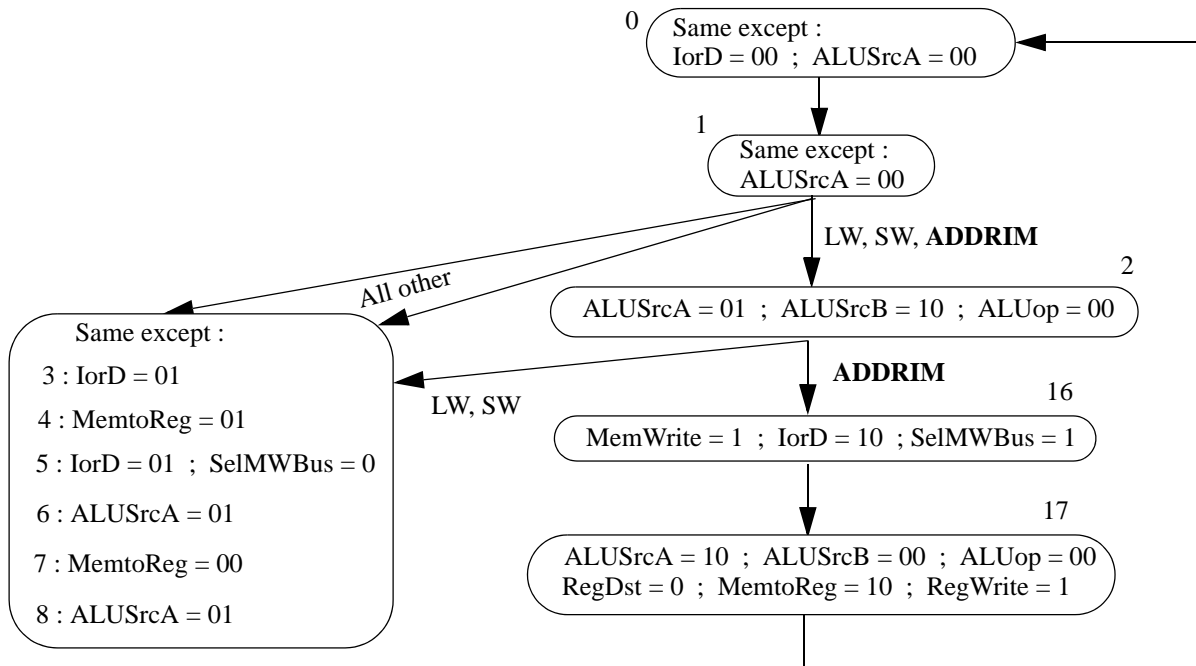 0
Same except :
IorD = 00 ; ALUSrcA = 00
1
Same except :
ALUSrcA = 00
LW, SW, ADDRIM
All other
2
ALUSrcA = 01 ; ALUSrcB = 10 ; ALUop = 00
Same except :
3 : IorD = 01
4 : MemtoReg = 01
5 : IorD = 01 ; SelMWBus = 0
6 : ALUSrcA = 01
7 : MemtoReg = 00
8 : ALUSrcA = 01
LW, SW
ADDRIM
16
MemWrite = 1 ; IorD = 10 ; SelMWBus = 1
17
ALUSrcA = 10 ; ALUSrcB = 00 ; ALUop = 00
RegDst = 0 ; MemtoReg = 10 ; RegWrite = 1